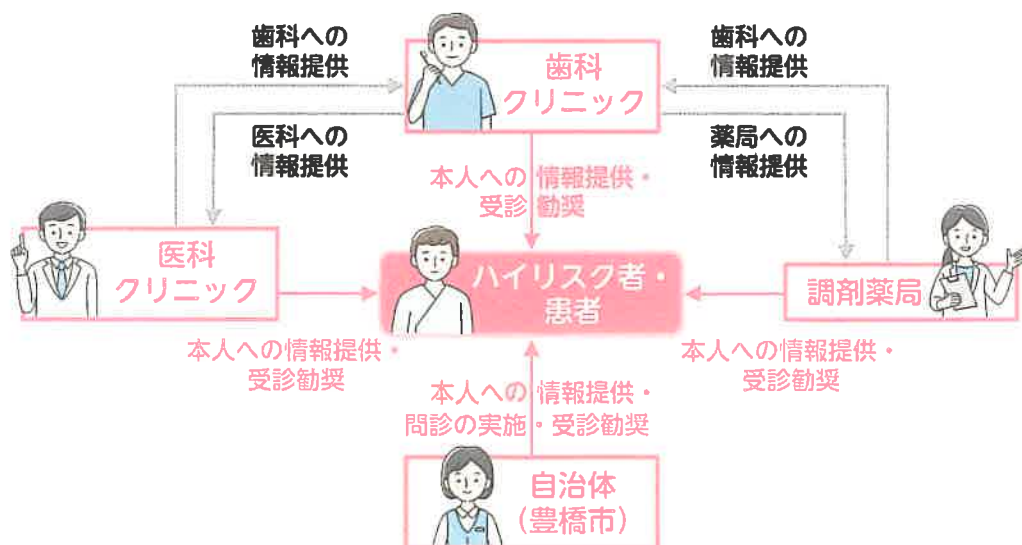 歯科への
情報提供
歯科
クリニック
歯科への
情報提供
医科への
情報提供
薬局への
情報提供
本人への情報提供・
受診勧奨
医科
クリニック
ハイリスク者・
患者
調剤薬局
本人への情報提供・
受診勧奨
本人への情報提供・
受診勧奨
本人への情報提供・
問診の実施・受診勧奨
自治体
(豊橋市)